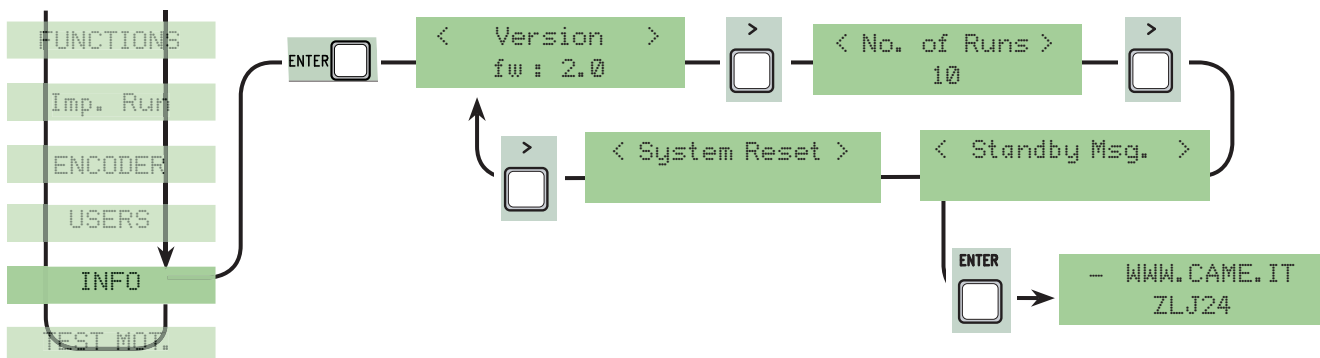 FUNCTIONS
Imp. Run
ENCODER
USERS
INFO
TEST MOT.
ENTER
< Version >
fw : 2.0
>
< No. of Runs >
10
>
< Standby Msg. >
< System Reset >
>
ENTER
– WWW.CAME.IT
ZLJ24